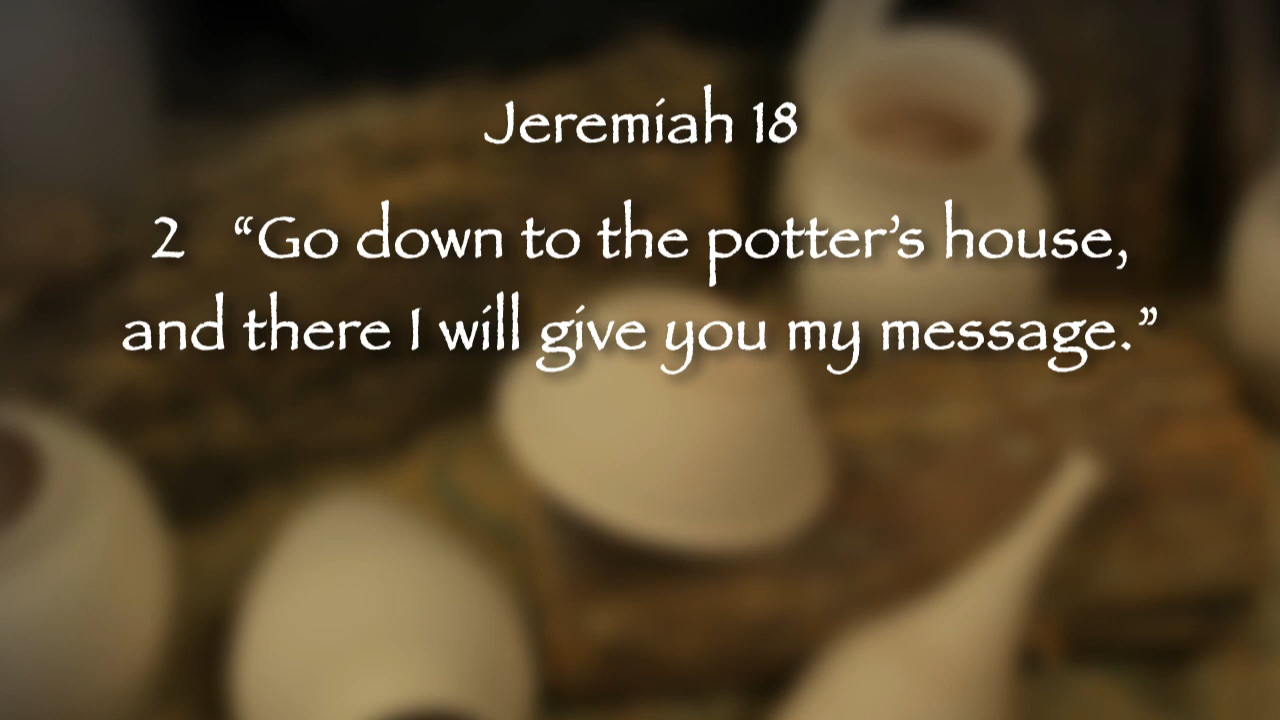 Jeremiah 18
2 “Go down to the potter’s house,
and there I will give you my message.”